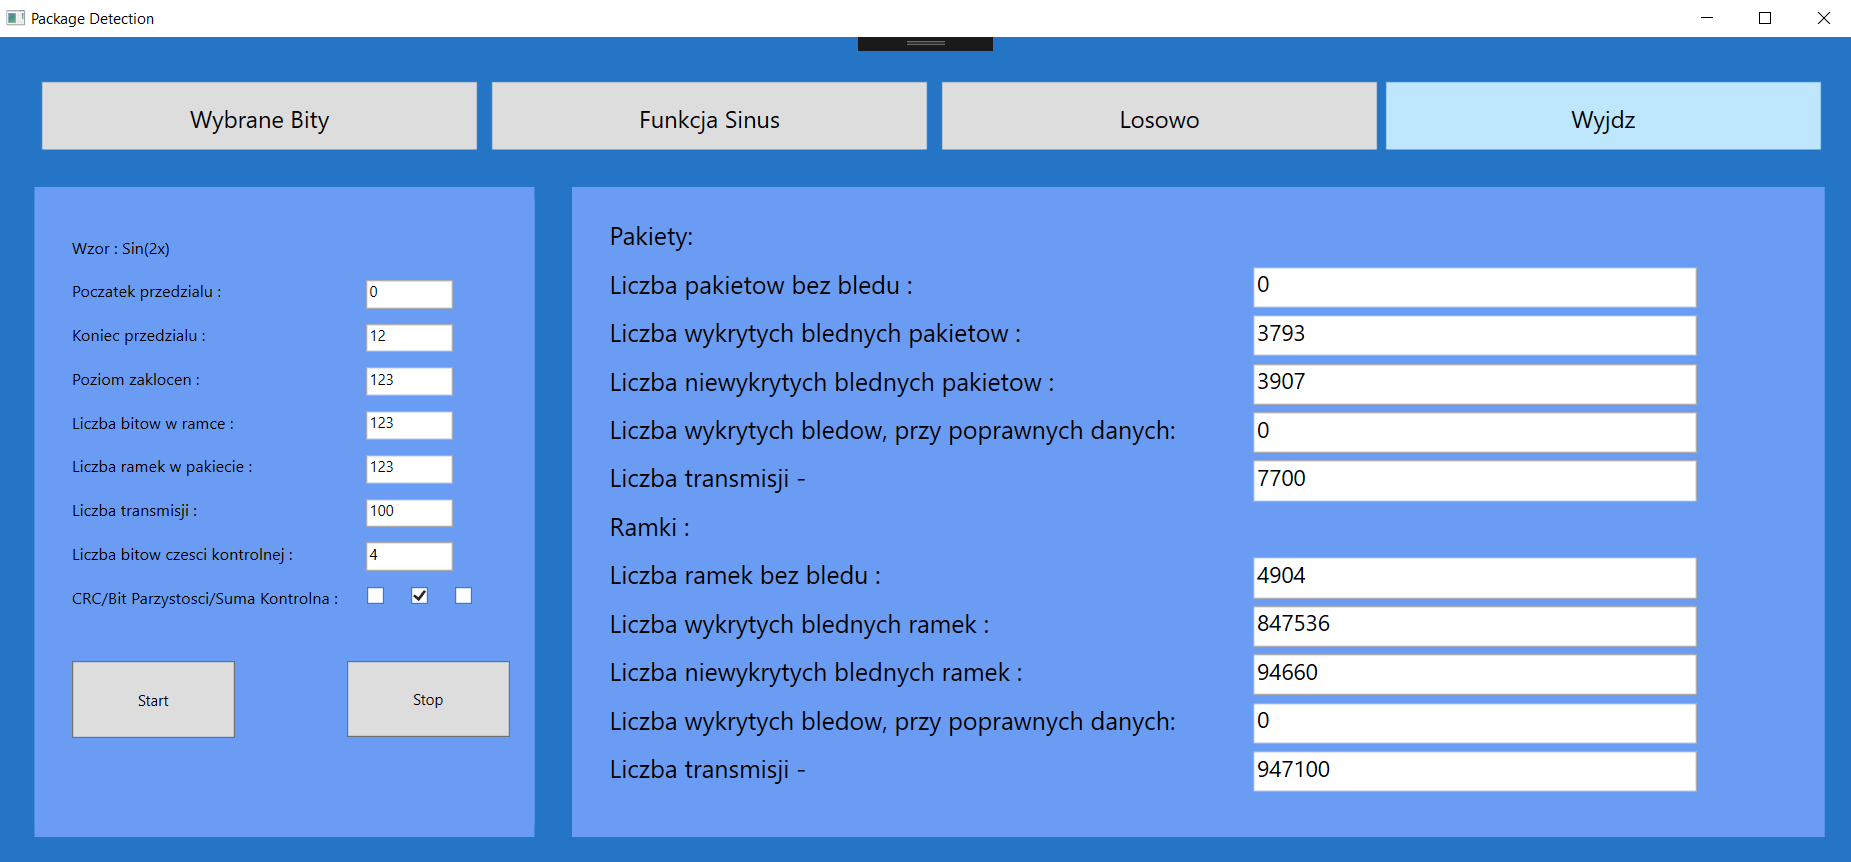 Package Detection
Wybrane Bity
Funkcja Sinus
Losowo
Wyjdz
Wzor : Sin(2x)
Poczatek przedzialu : 0
Koniec przedzialu : 12
Poziom zaklocen : 123
Liczba bitow w ramce : 123
Liczba ramek w pakiecie : 123
Liczba transmisji : 100
Liczba bitow czesci kontrolnej : 4
CRC/Bit Parzystosci/Suma Kontrolna :
Start
Stop
Pakiety:
Liczba pakietow bez bledu : 0
Liczba wykrytych blednych pakietow : 3793
Liczba niewykrytych blednych pakietow : 3907
Liczba wykrytych bledow, przy poprawnych danych: 0
Liczba transmisji - 7700
Ramki :
Liczba ramek bez bledu : 4904
Liczba wykrytych blednych ramek : 847536
Liczba niewykrytych blednych ramek : 94660
Liczba wykrytych bledow, przy poprawnych danych: 0
Liczba transmisji - 947100